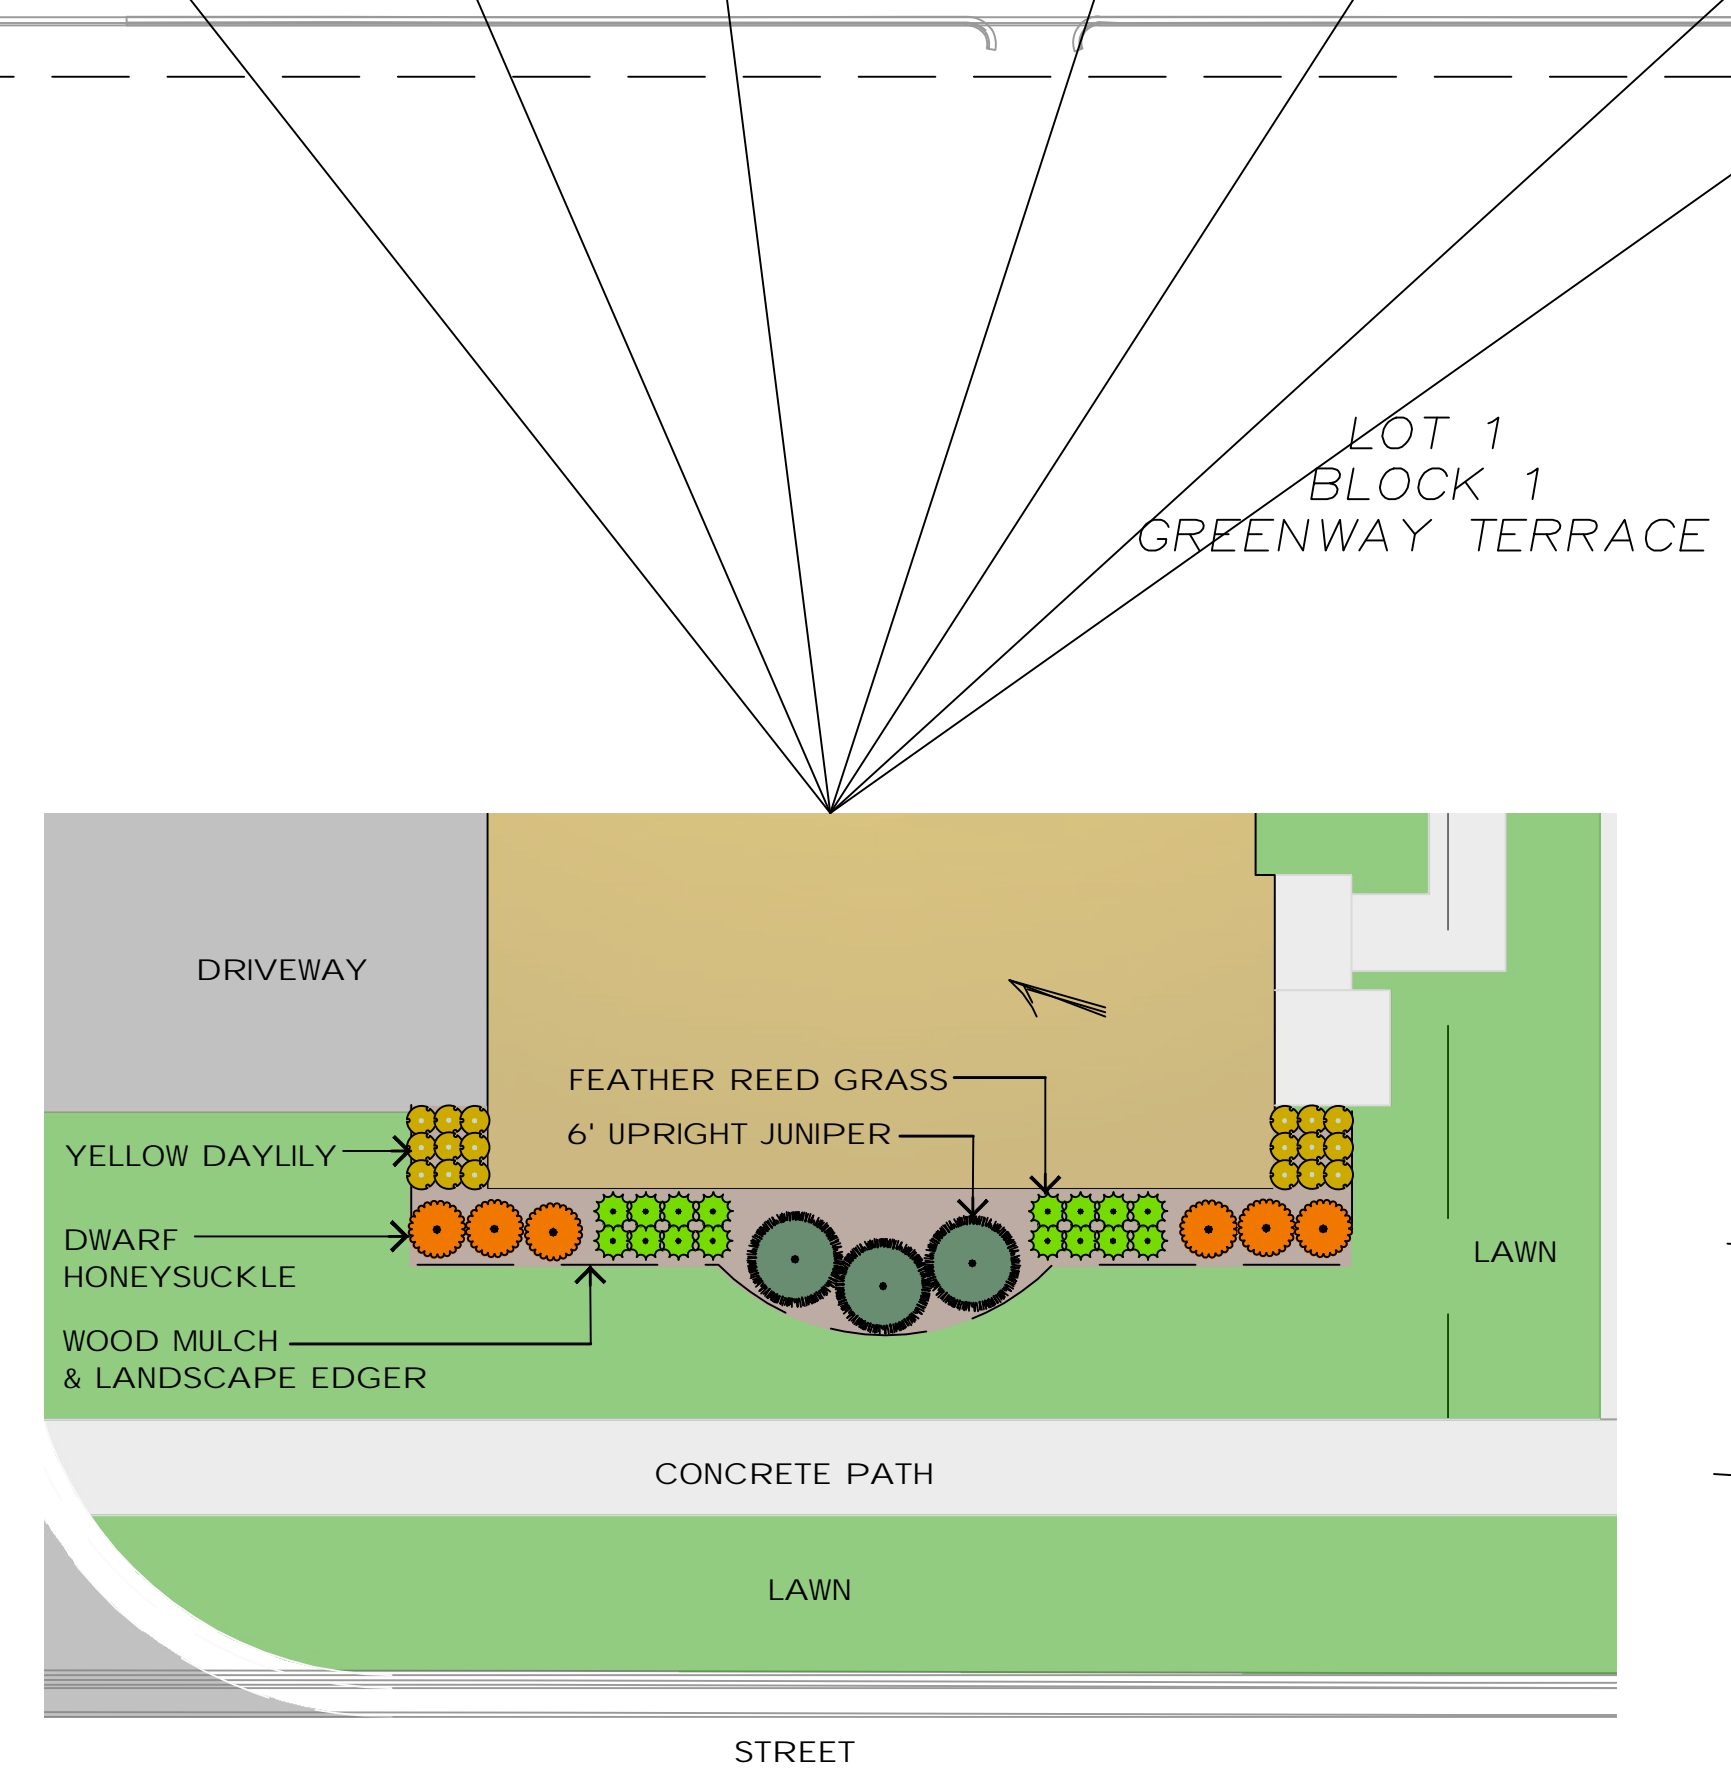 LOT 1
BLOCK 1
GREENWAY TERRACE
DRIVEWAY
FEATHER REED GRASS
6' UPRIGHT JUNIPER
YELLOW DAYLILY
DWARF
HONEYSUCKLE
LAWN
WOOD MULCH
& LANDSCAPE EDGER
CONCRETE PATH
LAWN
STREET